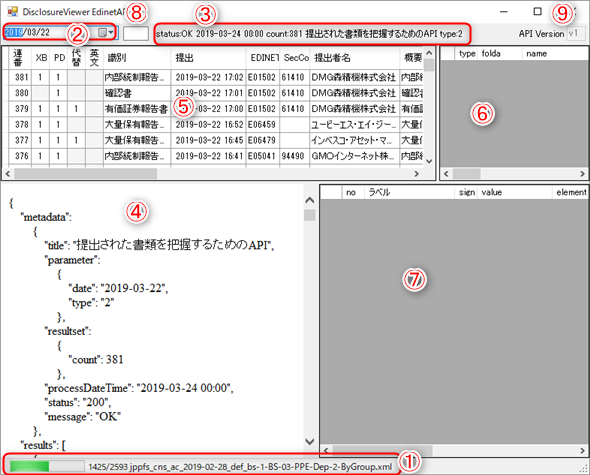 DisclosureViewer EdinetA ⑧ ③ ⑨
2019/03/22 ② status:OK 2019-03-24 00:00 count:381 提出された書類を把握するためのAPI type:2 API Version v1
連番 XB PD 代替 英文 識別 提出 EDINET SecCo 提出者名 概要
381 1 1 内部統制報告... 2019-03-22 17:02 E01502 61410 DMG森精機株式会社 内部
380 1 確認書 2019-03-22 17:01 E01502 61410 DMG森精機株式会社 確認書
379 1 1 1 有価証券報告書 2019-03-22 17:00 E01502 61410 DMG森精機株式会社 有価証
378 1 1 大量保有報告... 2019-03-22 16:52 E06459 ユービーエス・エイ・ジー... 大量保
377 1 1 1 大量保有報告... 2019-03-22 16:45 E06479 インベスコ・アセット・マ... 大量保
376 1 1 内部統制報告... 2019-03-22 16:41 E05041 94490 GMOインターネット株... 内部
⑤
type folda name
⑥
④
{
"metadata":
{
"title": "提出された書類を把握するためのAPI",
"parameter":
{
"date": "2019-03-22",
"type": "2"
},
"resultset":
{
"count": 381
},
"processDateTime": "2019-03-24 00:00",
"status": "200",
"message": "OK"
},
"results": [
no ラベル sign value element
⑦
①
1425/2593 jppfs_cns_ac_2019-02-28_def_bs-1-BS-03-PPE-Dep-2-ByGroup.xml